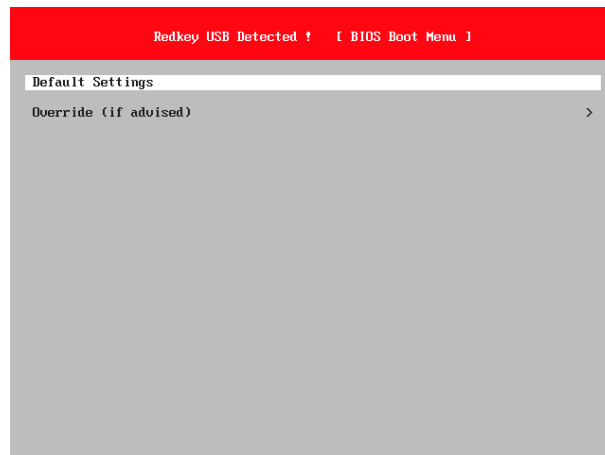 Redkey USB Detected ! [ BIOS Boot Menu ]
Default Settings
Override (if advised) >